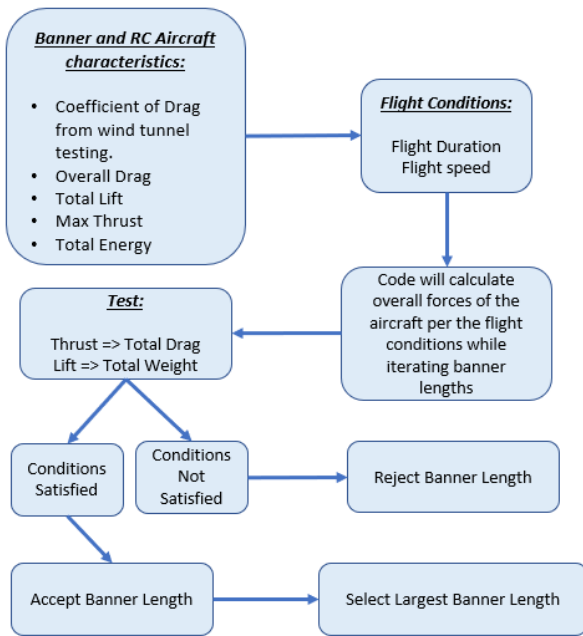 Banner and RC Aircraft
characteristics:
• Coefficient of Drag
from wind tunnel
testing.
• Overall Drag
• Total Lift
• Max Thrust
• Total Energy
Flight Conditions:
Flight Duration
Flight speed
Code will calculate
overall forces of the
aircraft per the flight
conditions while
iterating banner
lengths
Test:
Thrust => Total Drag
Lift => Total Weight
Conditions
Satisfied
Conditions
Not
Satisfied
Reject Banner Length
Accept Banner Length
Select Largest Banner Length